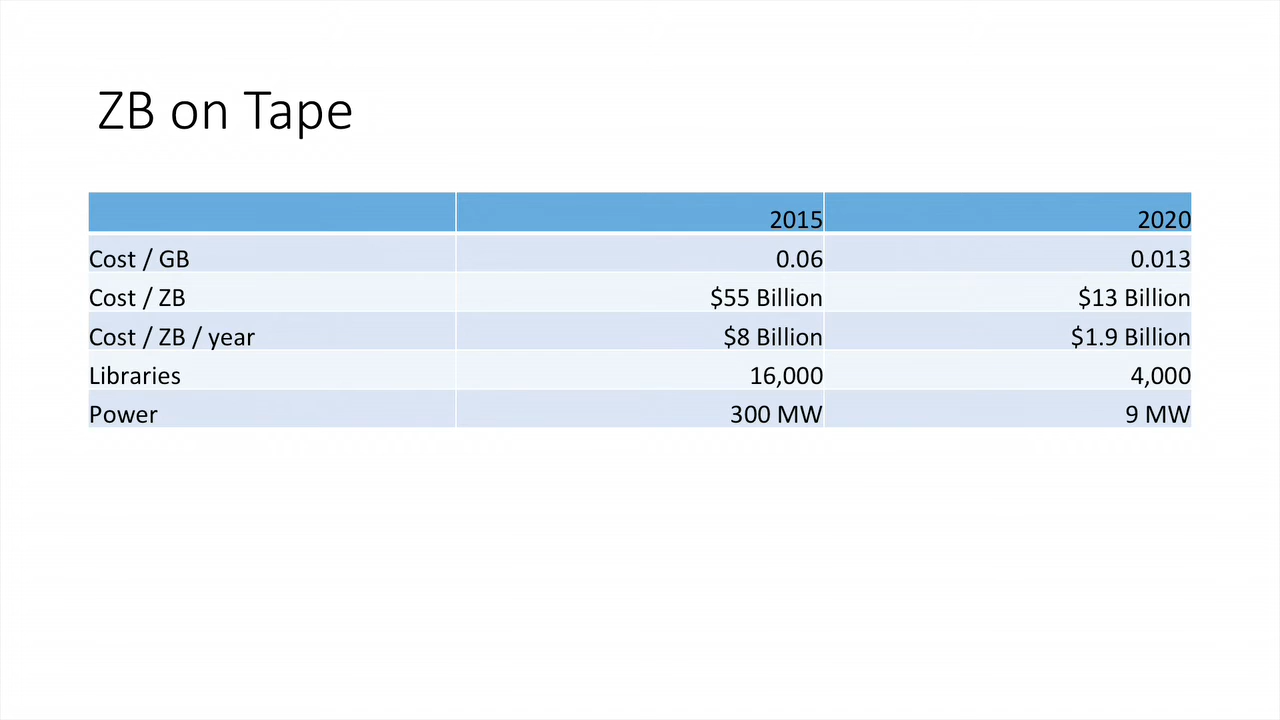 ZB on Tape
2015 2020
Cost / GB 0.06 0.013
Cost / ZB $55 Billion $13 Billion
Cost / ZB / year $8 Billion $1.9 Billion
Libraries 16,000 4,000
Power 300 MW 9 MW